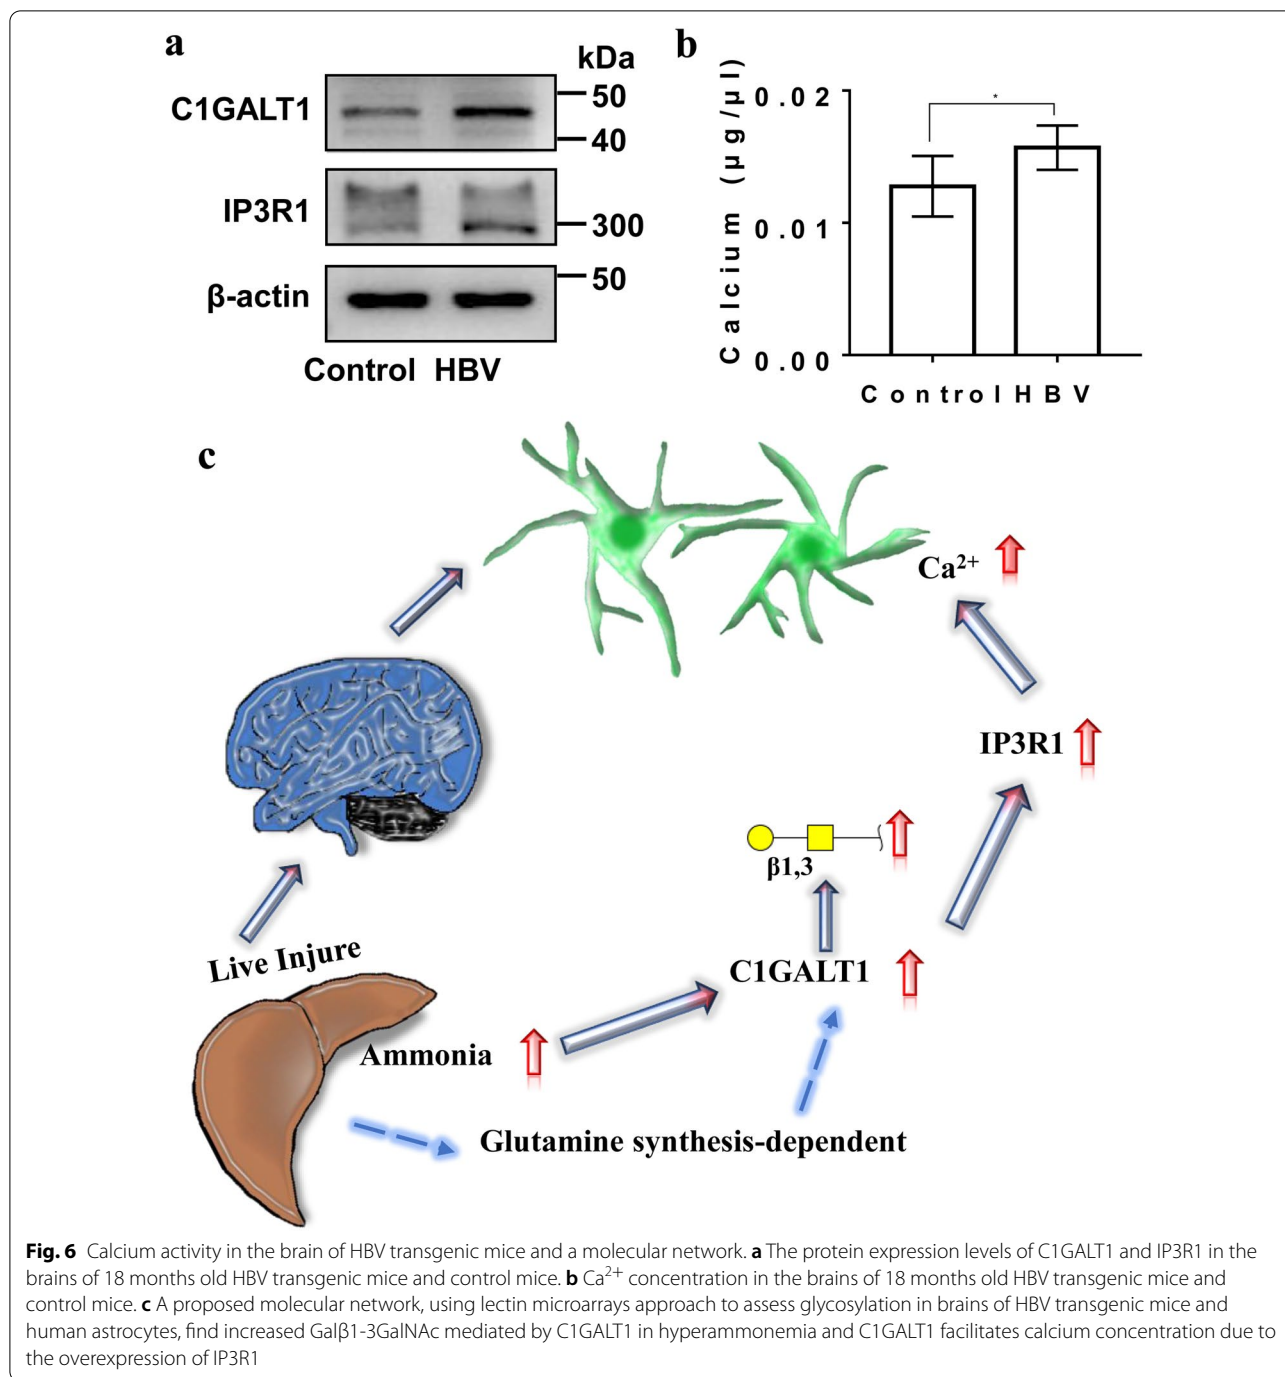 a
kDa
C1GALT1
50
40
IP3R1
300
β-actin
50
Control HBV
b
Calcium (µg/µl)
0.02
*
0.01
0.00
Control HBV
c
Ca²⁺
IP3R1
β1,3
Live Injure
C1GALT1
Ammonia
Glutamine synthesis-dependent
Fig. 6 Calcium activity in the brain of HBV transgenic mice and a molecular network. a The protein expression levels of C1GALT1 and IP3R1 in the
brains of 18 months old HBV transgenic mice and control mice. b Ca²⁺ concentration in the brains of 18 months old HBV transgenic mice and
control mice. c A proposed molecular network, using lectin microarrays approach to assess glycosylation in brains of HBV transgenic mice and
human astrocytes, find increased Galβ1-3GalNAc mediated by C1GALT1 in hyperammonemia and C1GALT1 facilitates calcium concentration due to
the overexpression of IP3R1